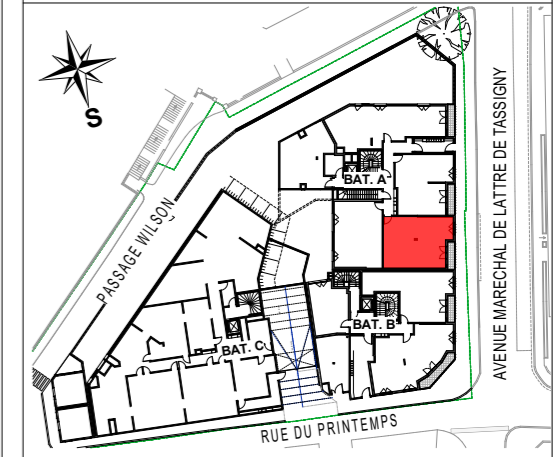 S
PASSAGE WILSON
BAT. A
AVENUE MARECHAL DE LATTRE DE TASSIGNY
BAT. B
BAT. C
RUE DU PRINTEMPS